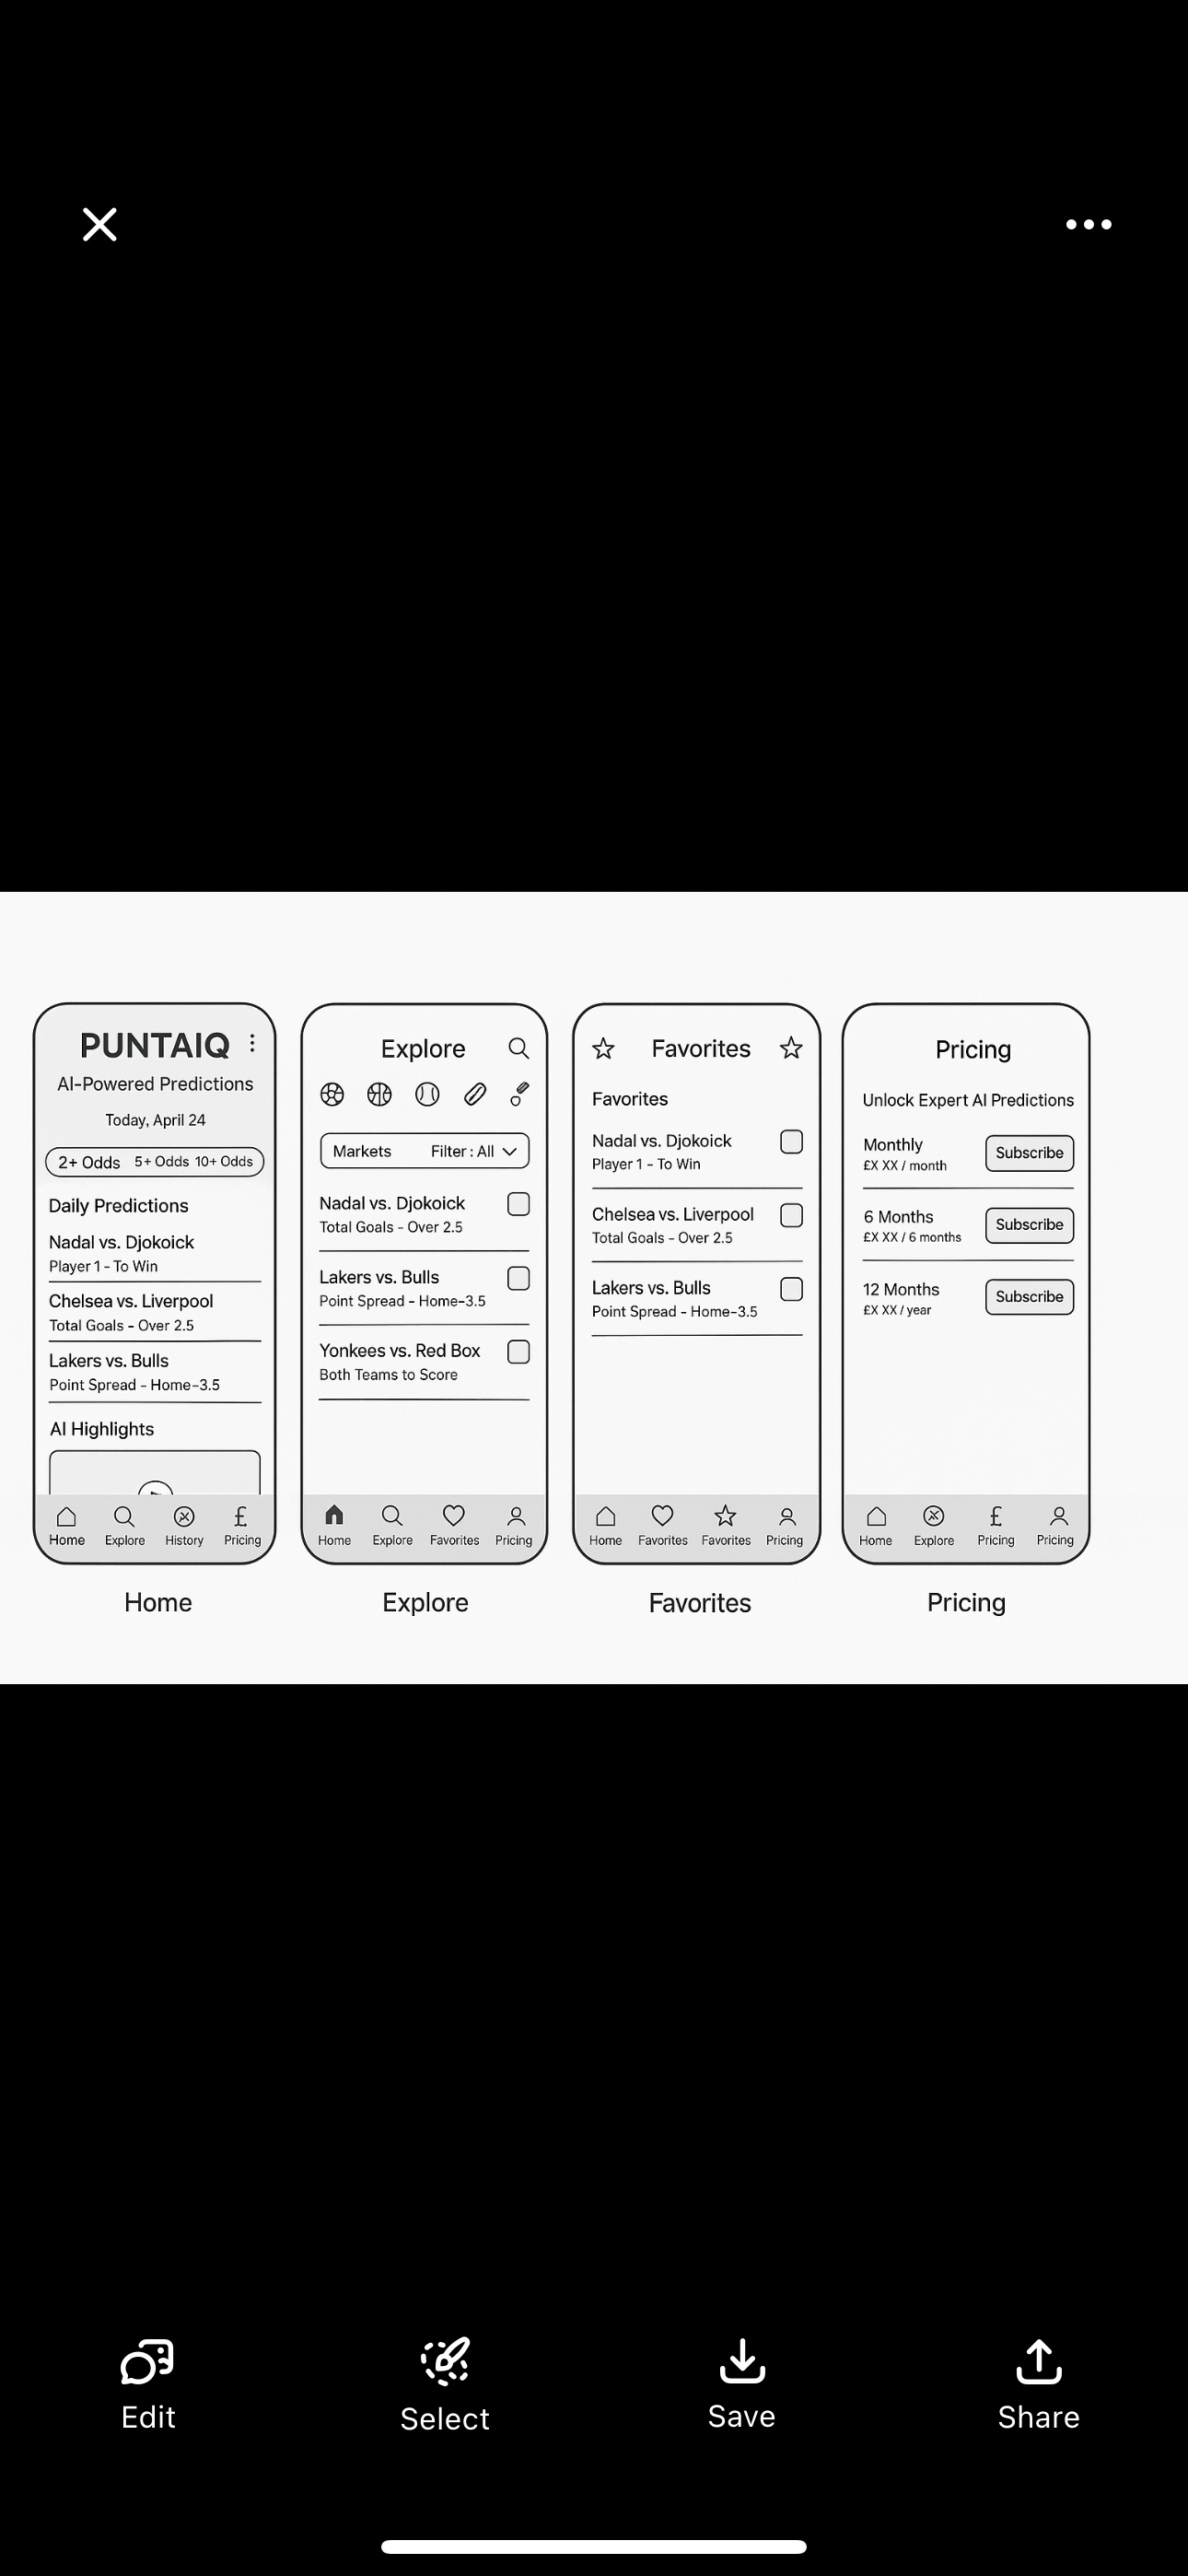 PUNTAIQ
AI-Powered Predictions
Today, April 24
2+ Odds 5+ Odds 10+ Odds
Daily Predictions
Nadal vs. Djokoick
Player 1 - To Win
Chelsea vs. Liverpool
Total Goals - Over 2.5
Lakers vs. Bulls
Point Spread - Home-3.5
AI Highlights
Home Explore History £ Pricing
Home
Explore
Markets Filter : All
Nadal vs. Djokoick
Total Goals - Over 2.5
Lakers vs. Bulls
Point Spread - Home-3.5
Yonkees vs. Red Box
Both Teams to Score
Home Explore Favorites Pricing
Explore
Favorites
Favorites
Nadal vs. Djokoick
Player 1 - To Win
Chelsea vs. Liverpool
Total Goals - Over 2.5
Lakers vs. Bulls
Point Spread - Home-3.5
Home Favorites Favorites Pricing
Favorites
Pricing
Unlock Expert AI Predictions
Monthly
£X XX / month
Subscribe
6 Months
£X XX / 6 months
Subscribe
12 Months
£X XX / year
Subscribe
Home Explore £ Pricing Pricing
Pricing
Edit Select Save Share